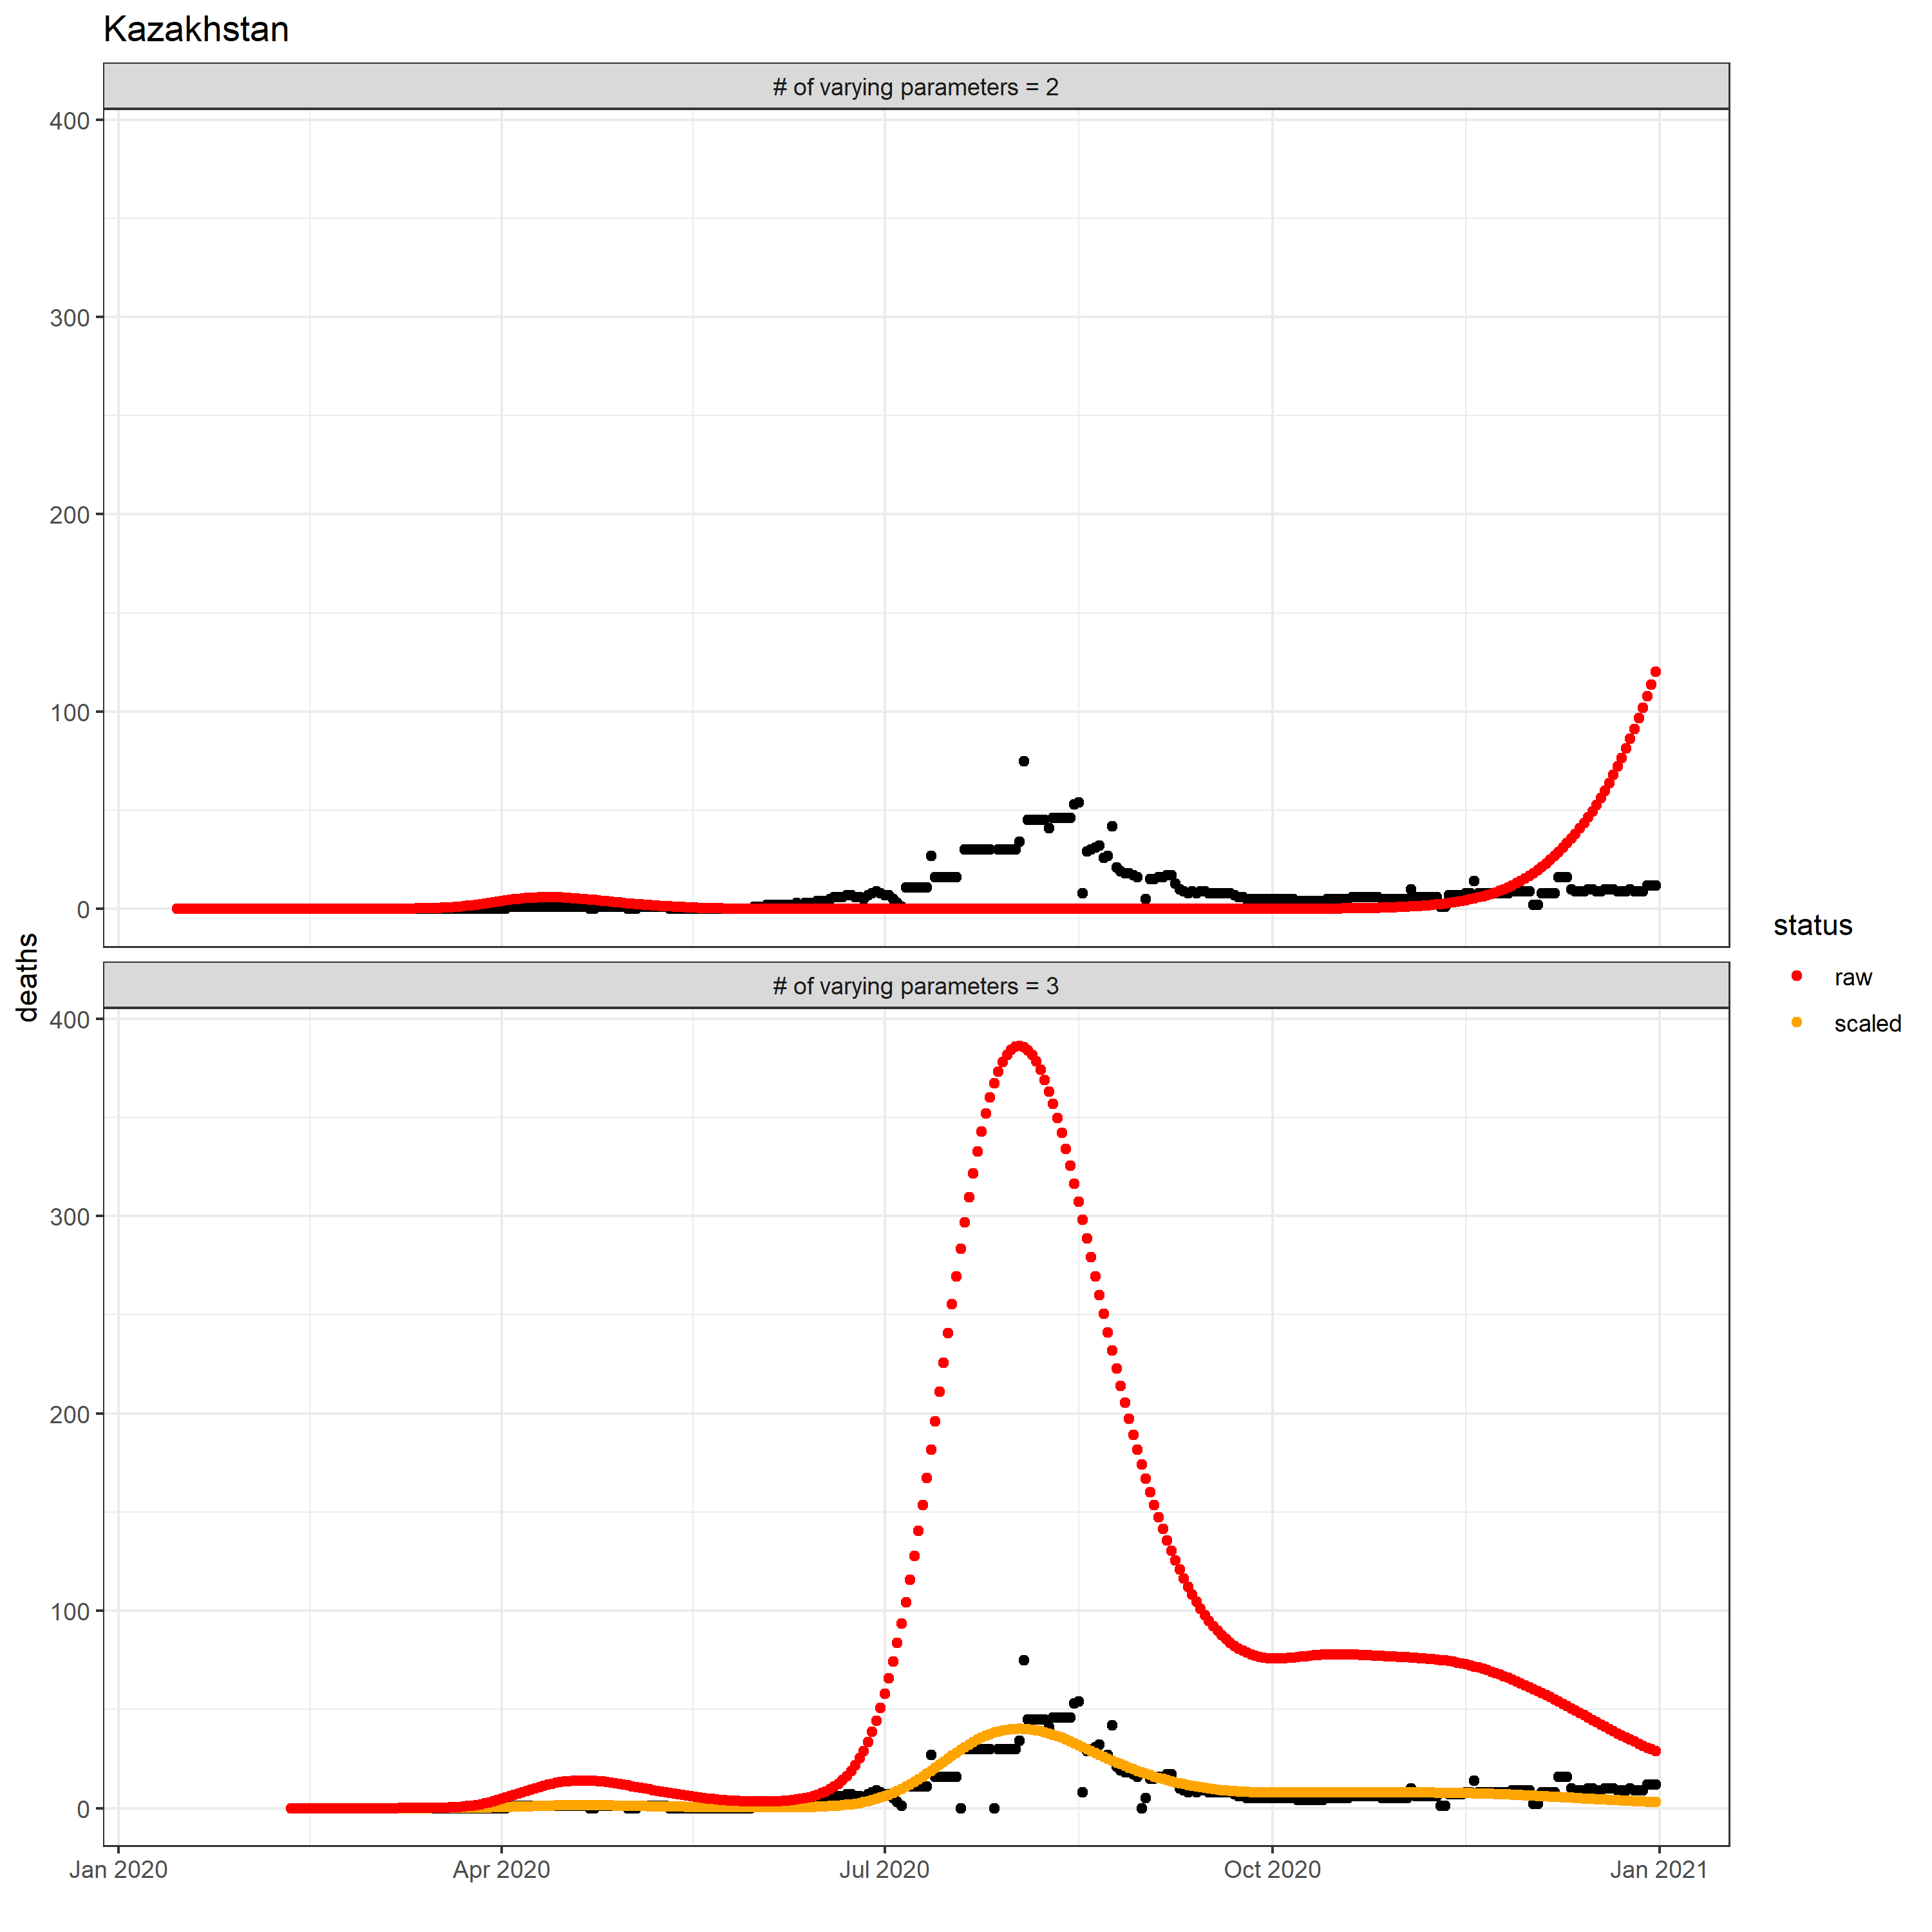 Kazakhstan
# of varying parameters = 2
400
300
200
100
0
# of varying parameters = 3
400
300
200
100
0
deaths
Jan 2020
Apr 2020
Jul 2020
Oct 2020
Jan 2021
status
raw
scaled